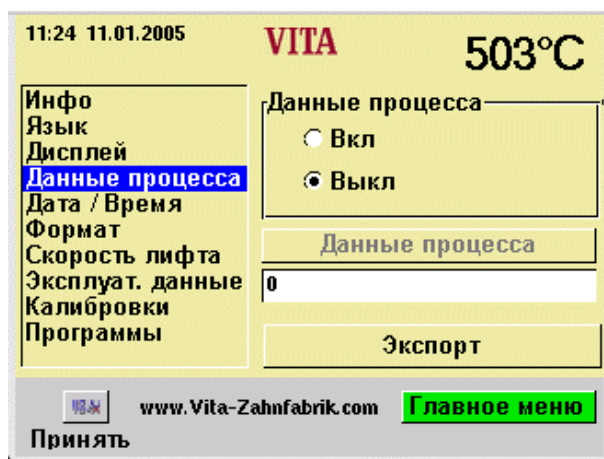 11:24 11.01.2005
VITA
503°C
Инфо
Язык
Дисплей
Данные процесса
Дата / Время
Формат
Скорость лифта
Эксплуат. данные
Калибровки
Программы
Данные процесса
Вкл
Выкл
Данные процесса
0
Экспорт
www.Vita-Zahnfabrik.com
Главное меню
Принять